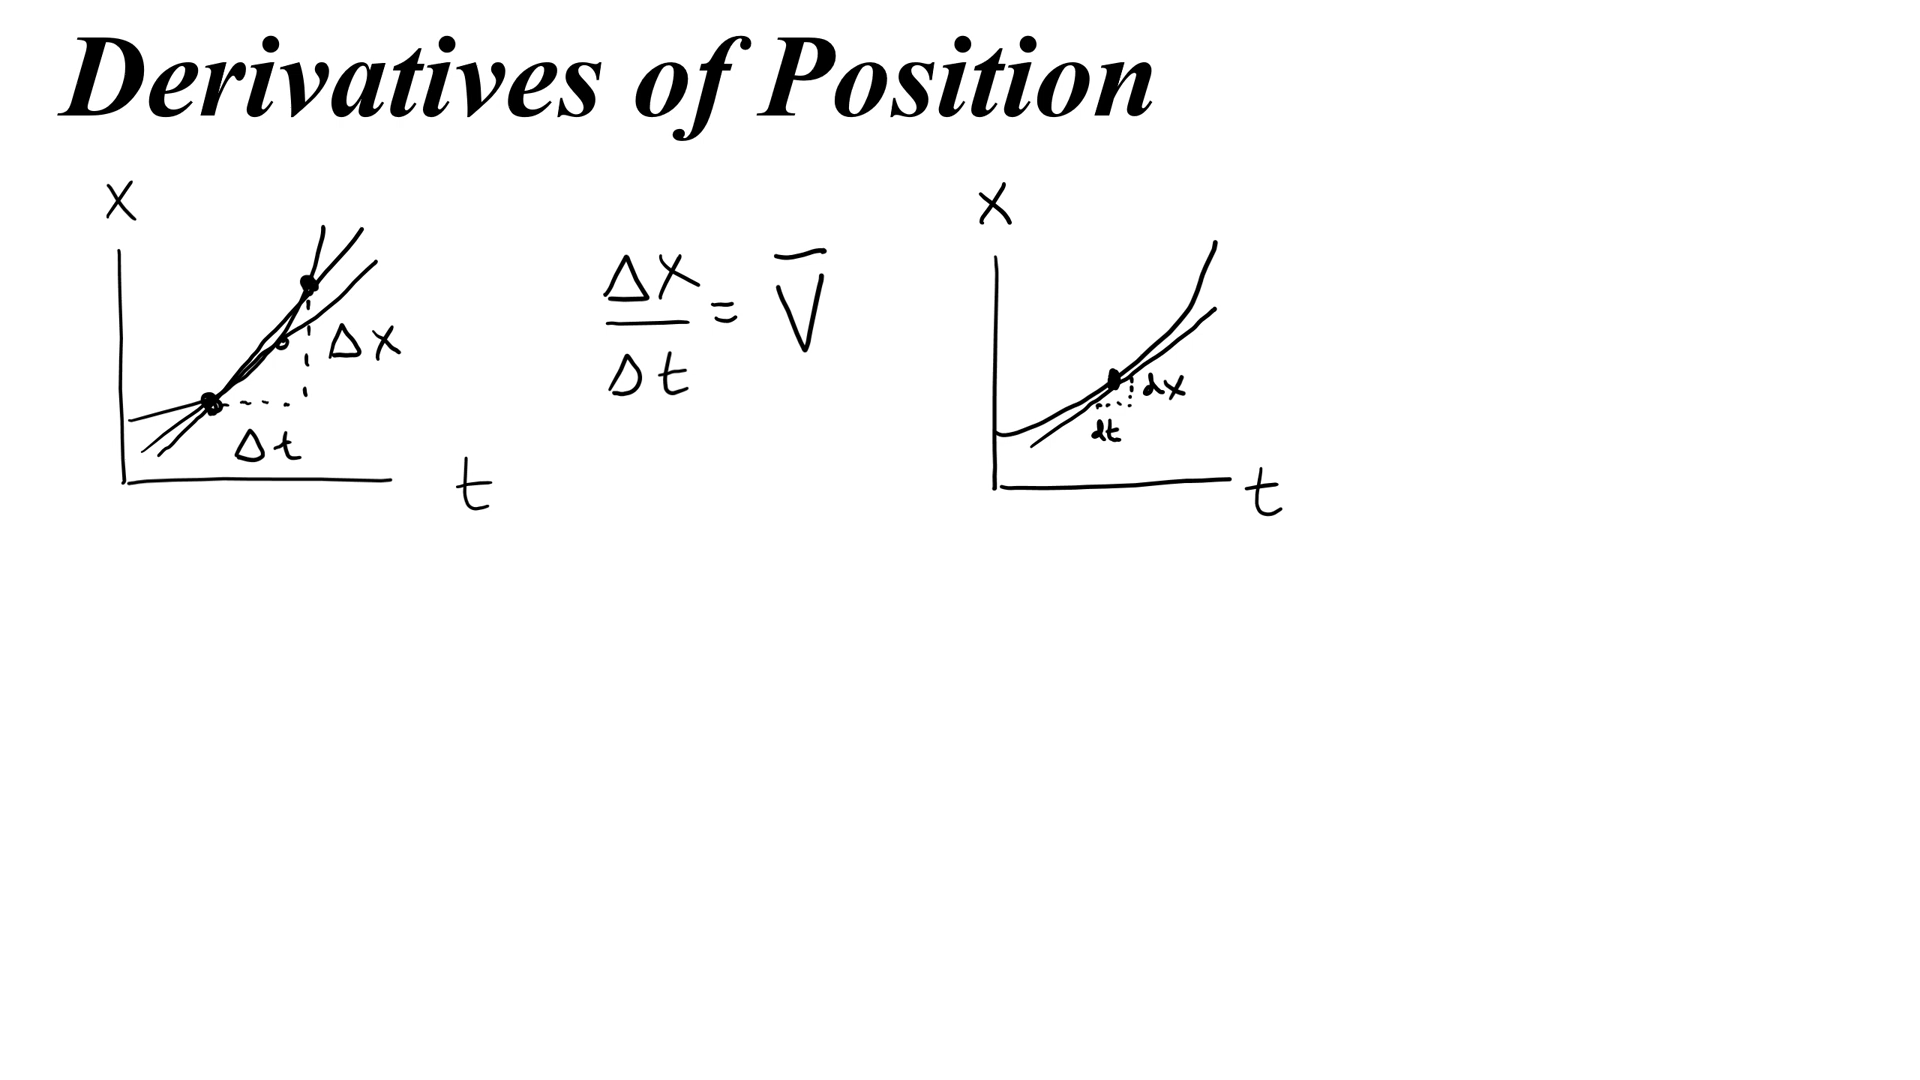 Derivatives of Position
x
Δx
Δt
t
Δx
= V̅
Δt
x
dx
dt
t